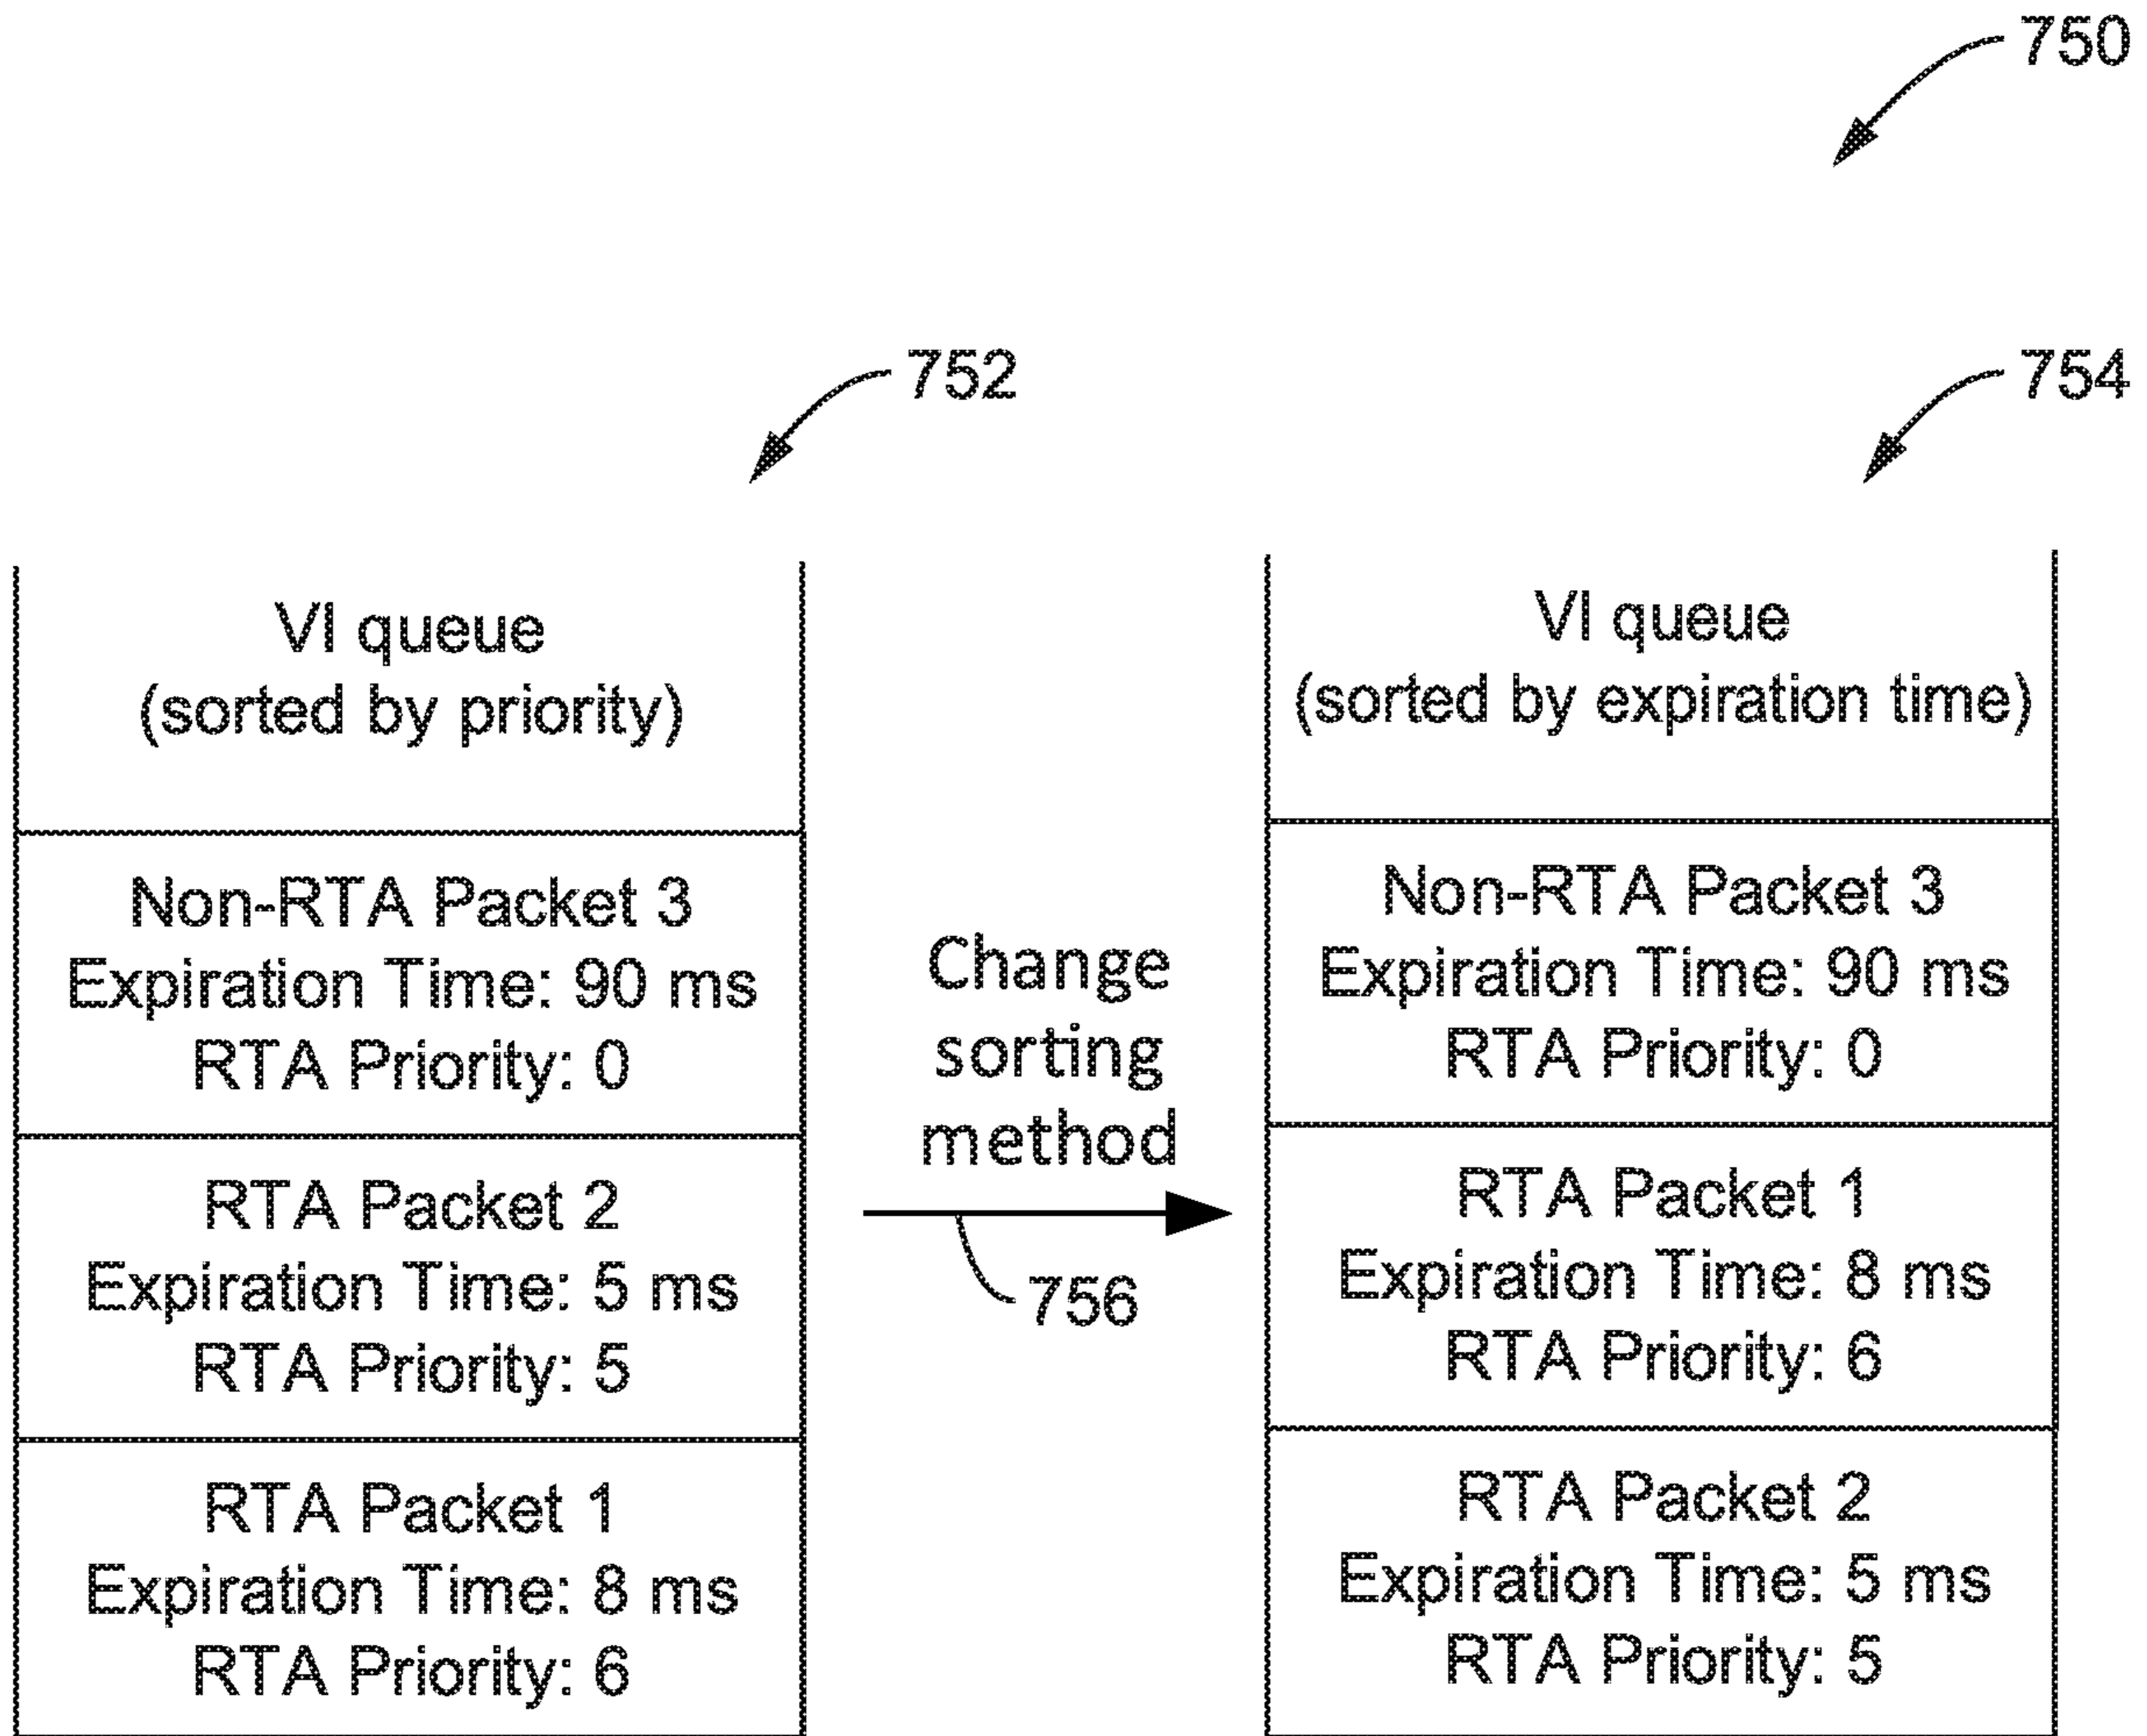 750
752
754
VI queue
(sorted by priority)
Non-RTA Packet 3
Expiration Time: 90 ms
RTA Priority: 0
RTA Packet 2
Expiration Time: 5 ms
RTA Priority: 5
RTA Packet 1
Expiration Time: 8 ms
RTA Priority: 6
Change
sorting
method
756
VI queue
(sorted by expiration time)
Non-RTA Packet 3
Expiration Time: 90 ms
RTA Priority: 0
RTA Packet 1
Expiration Time: 8 ms
RTA Priority: 6
RTA Packet 2
Expiration Time: 5 ms
RTA Priority: 5